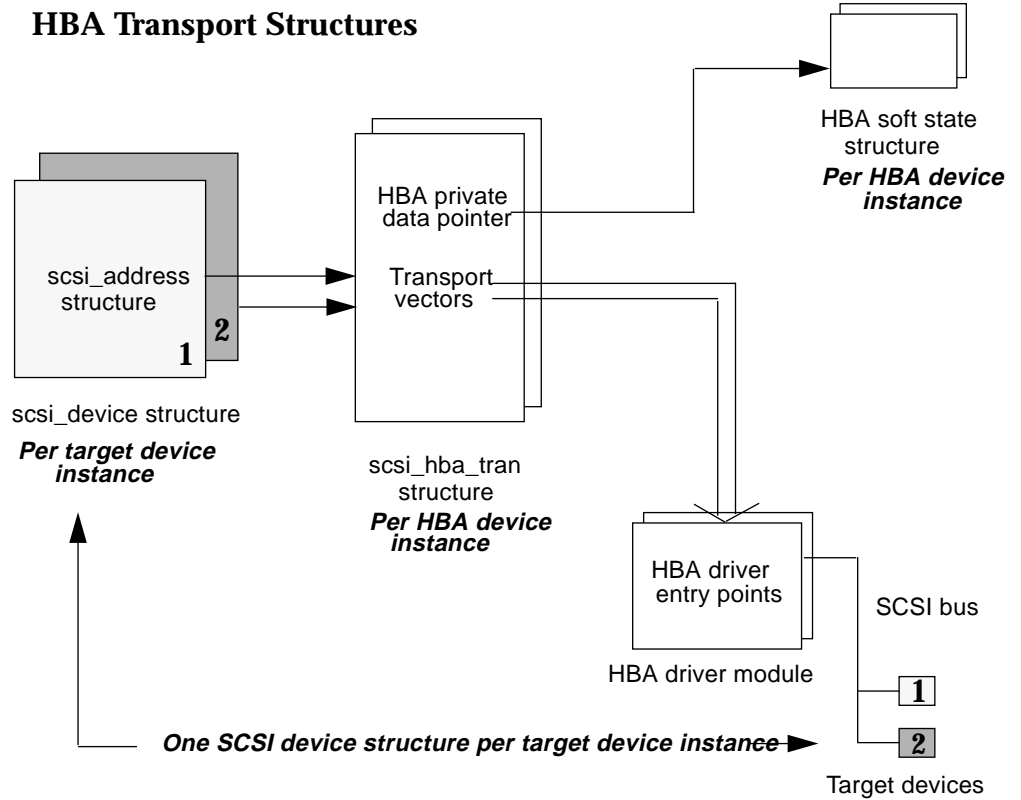 HBA Transport Structures
HBA soft state
structure
Per HBA device
instance
HBA private
data pointer
Transport
vectors
scsi_address
structure
1
2
scsi_device structure
Per target device
instance
scsi_hba_tran
structure
Per HBA device
instance
HBA driver
entry points
HBA driver module
SCSI bus
1
2
One SCSI device structure per target device instance
Target devices